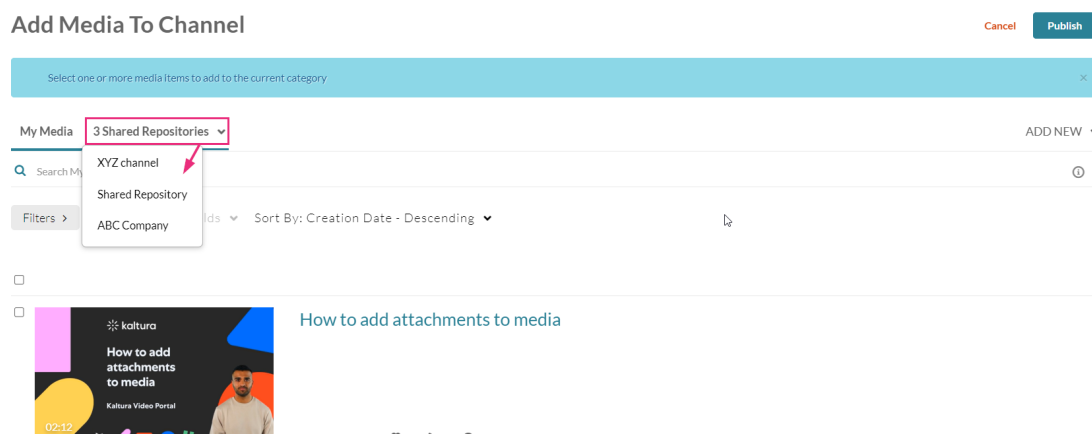 Add Media To Channel
Cancel
Publish
Select one or more media items to add to the current category
×
My Media
3 Shared Repositories
ADD NEW
XYZ channel
Search My
Shared Repository
Filters
Sort By: Creation Date - Descending
ABC Company
How to add attachments to media
kaltura
How to add
attachments
to media
Kaltura Video Portal
02:12